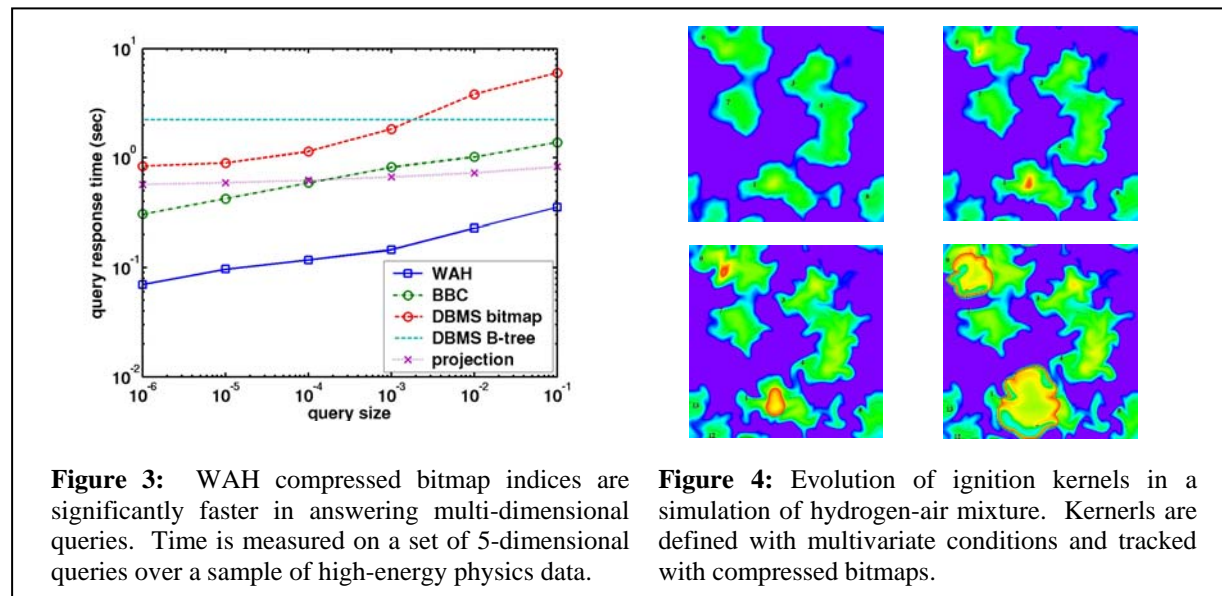 10^1
10^0
10^-1
10^-2
query response time (sec)
WAH
BBC
DBMS bitmap
DBMS B-tree
projection
10^-6 10^-5 10^-4 10^-3 10^-2 10^-1
query size
Figure 3: WAH compressed bitmap indices are
significantly faster in answering multi-dimensional
queries. Time is measured on a set of 5-dimensional
queries over a sample of high-energy physics data.
Figure 4: Evolution of ignition kernels in a
simulation of hydrogen-air mixture. Kernerls are
defined with multivariate conditions and tracked
with compressed bitmaps.